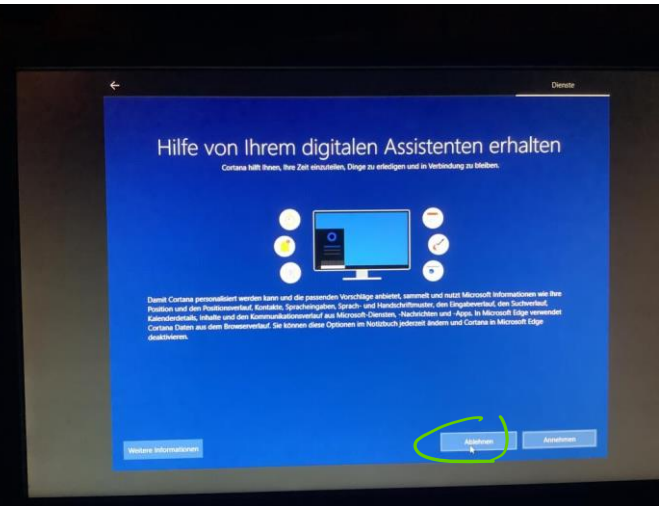 Dienste
Hilfe von Ihrem digitalen Assistenten erhalten
Cortana hilft Ihnen, Ihre Zeit einzuteilen, Dinge zu erledigen und in Verbindung zu bleiben.
Damit Cortana personalisiert werden kann und die passenden Vorschläge anbietet, sammelt und nutzt Microsoft Informationen wie Ihre
Position und den Positionsverlauf, Kontakte, Spracheingaben, Sprach- und Handschriftmuster, den Eingabeverlauf, den Suchverlauf,
Kalenderdetails, Inhalte und den Kommunikationsverlauf aus Microsoft-Diensten, -Nachrichten und -Apps. In Microsoft Edge verwendet
Cortana Daten aus dem Browserverlauf. Sie können diese Optionen im Notizbuch jederzeit ändern und Cortana in Microsoft Edge
deaktivieren.
Weitere Informationen
Ablehnen
Annehmen